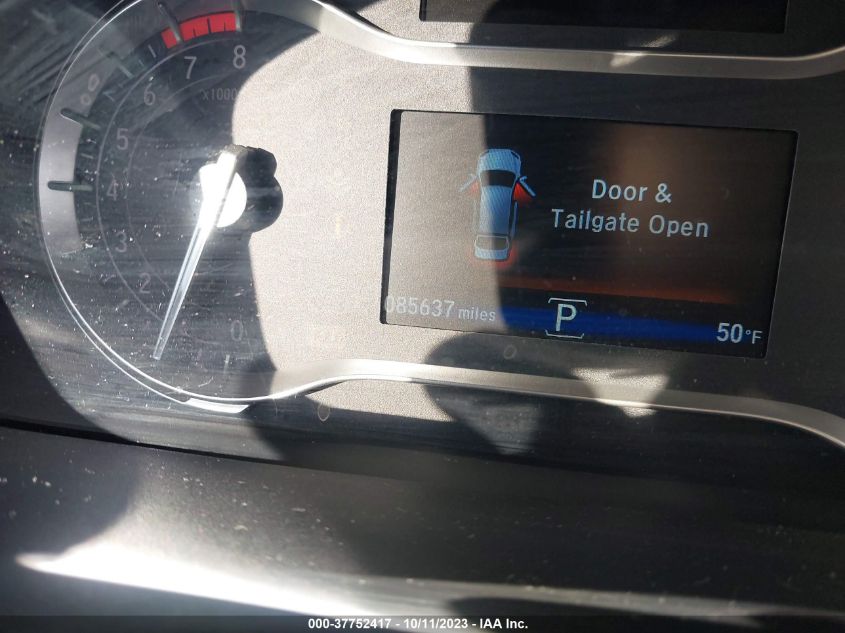 8
7
x1000
6
5
4
3
2
0
Door &
Tailgate Open
085637 miles
P
50°F
000-37752417 - 10/11/2023 - IAA Inc.